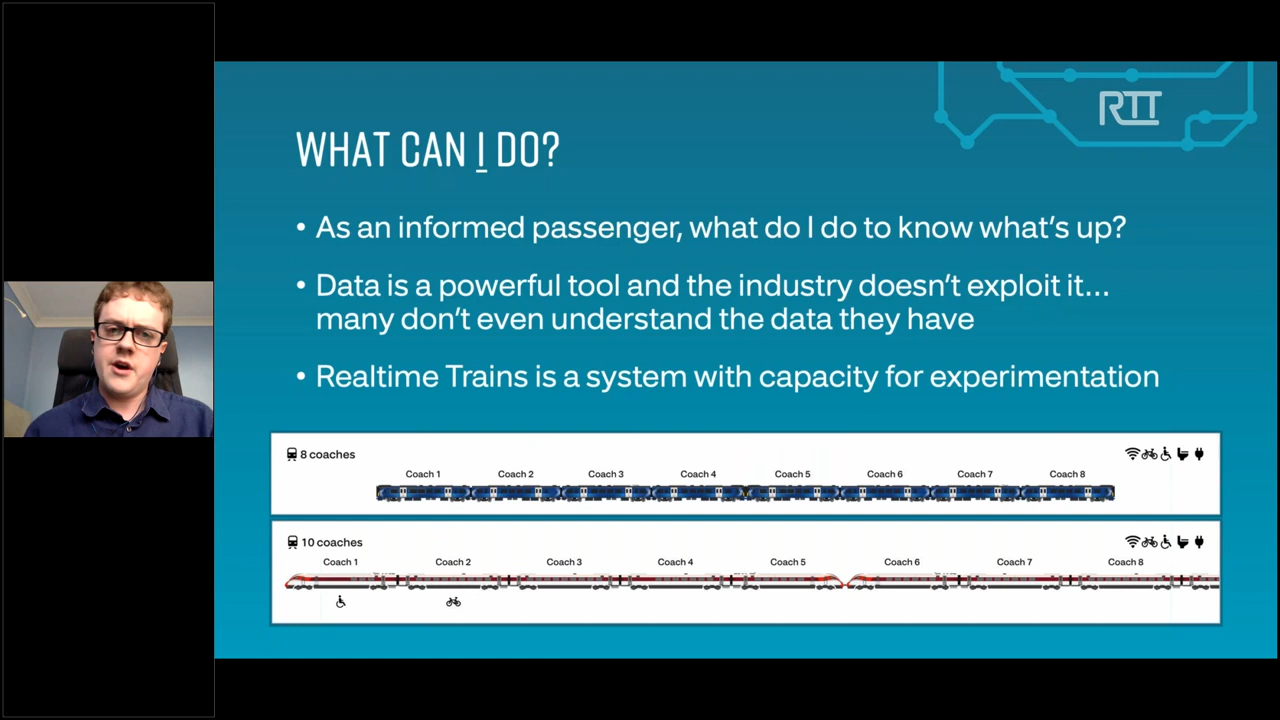 RTT
WHAT CAN I DO?
• As an informed passenger, what do I do to know what's up?
• Data is a powerful tool and the industry doesn't exploit it...
many don't even understand the data they have
• Realtime Trains is a system with capacity for experimentation
8 coaches
Coach 1 Coach 2 Coach 3 Coach 4 Coach 5 Coach 6 Coach 7 Coach 8
10 coaches
Coach 1 Coach 2 Coach 3 Coach 4 Coach 5 Coach 6 Coach 7 Coach 8